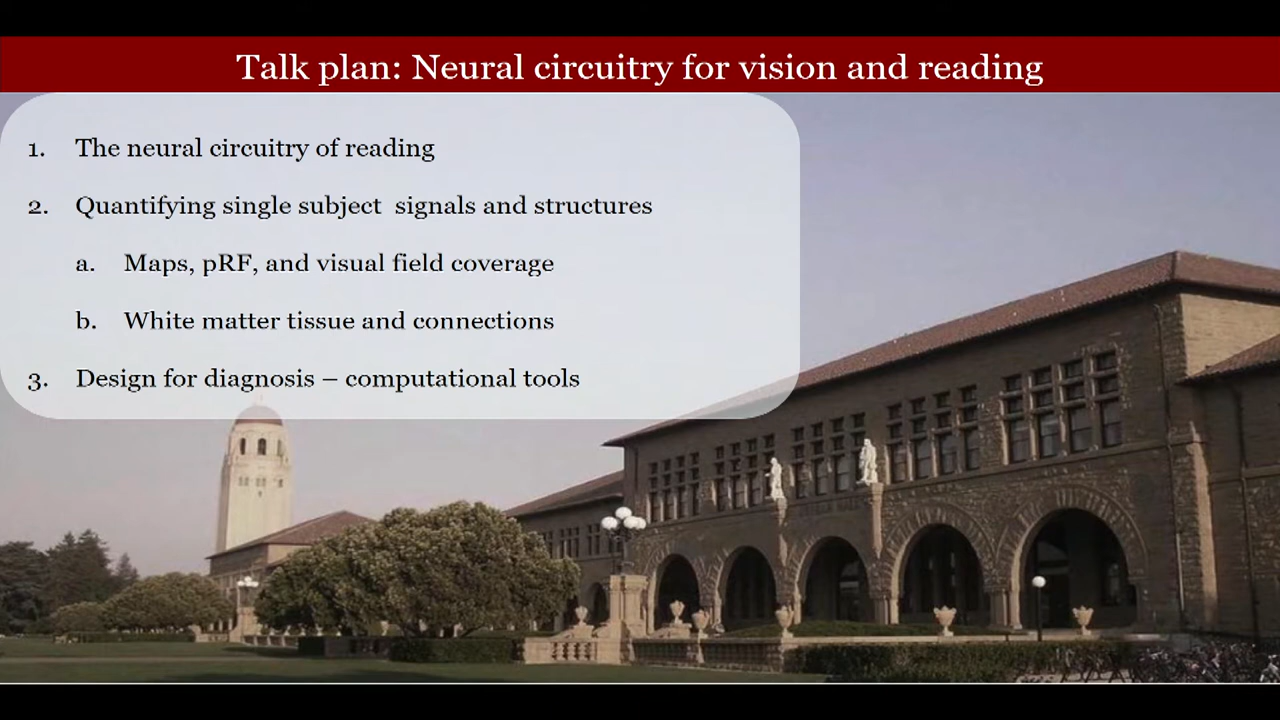 Talk plan: Neural circuitry for vision and reading
1. The neural circuitry of reading
2. Quantifying single subject signals and structures
a. Maps, pRF, and visual field coverage
b. White matter tissue and connections
3. Design for diagnosis – computational tools